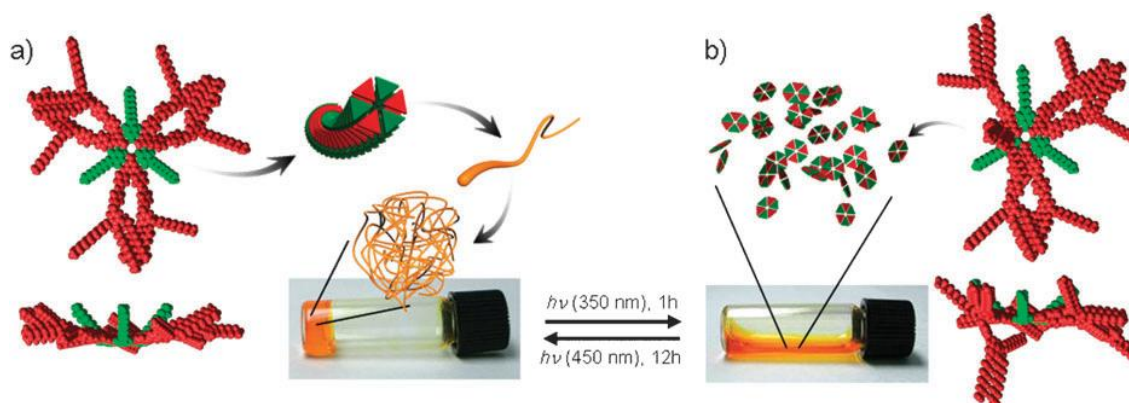 a)
b)
hν (350 nm), 1h
hν (450 nm), 12h